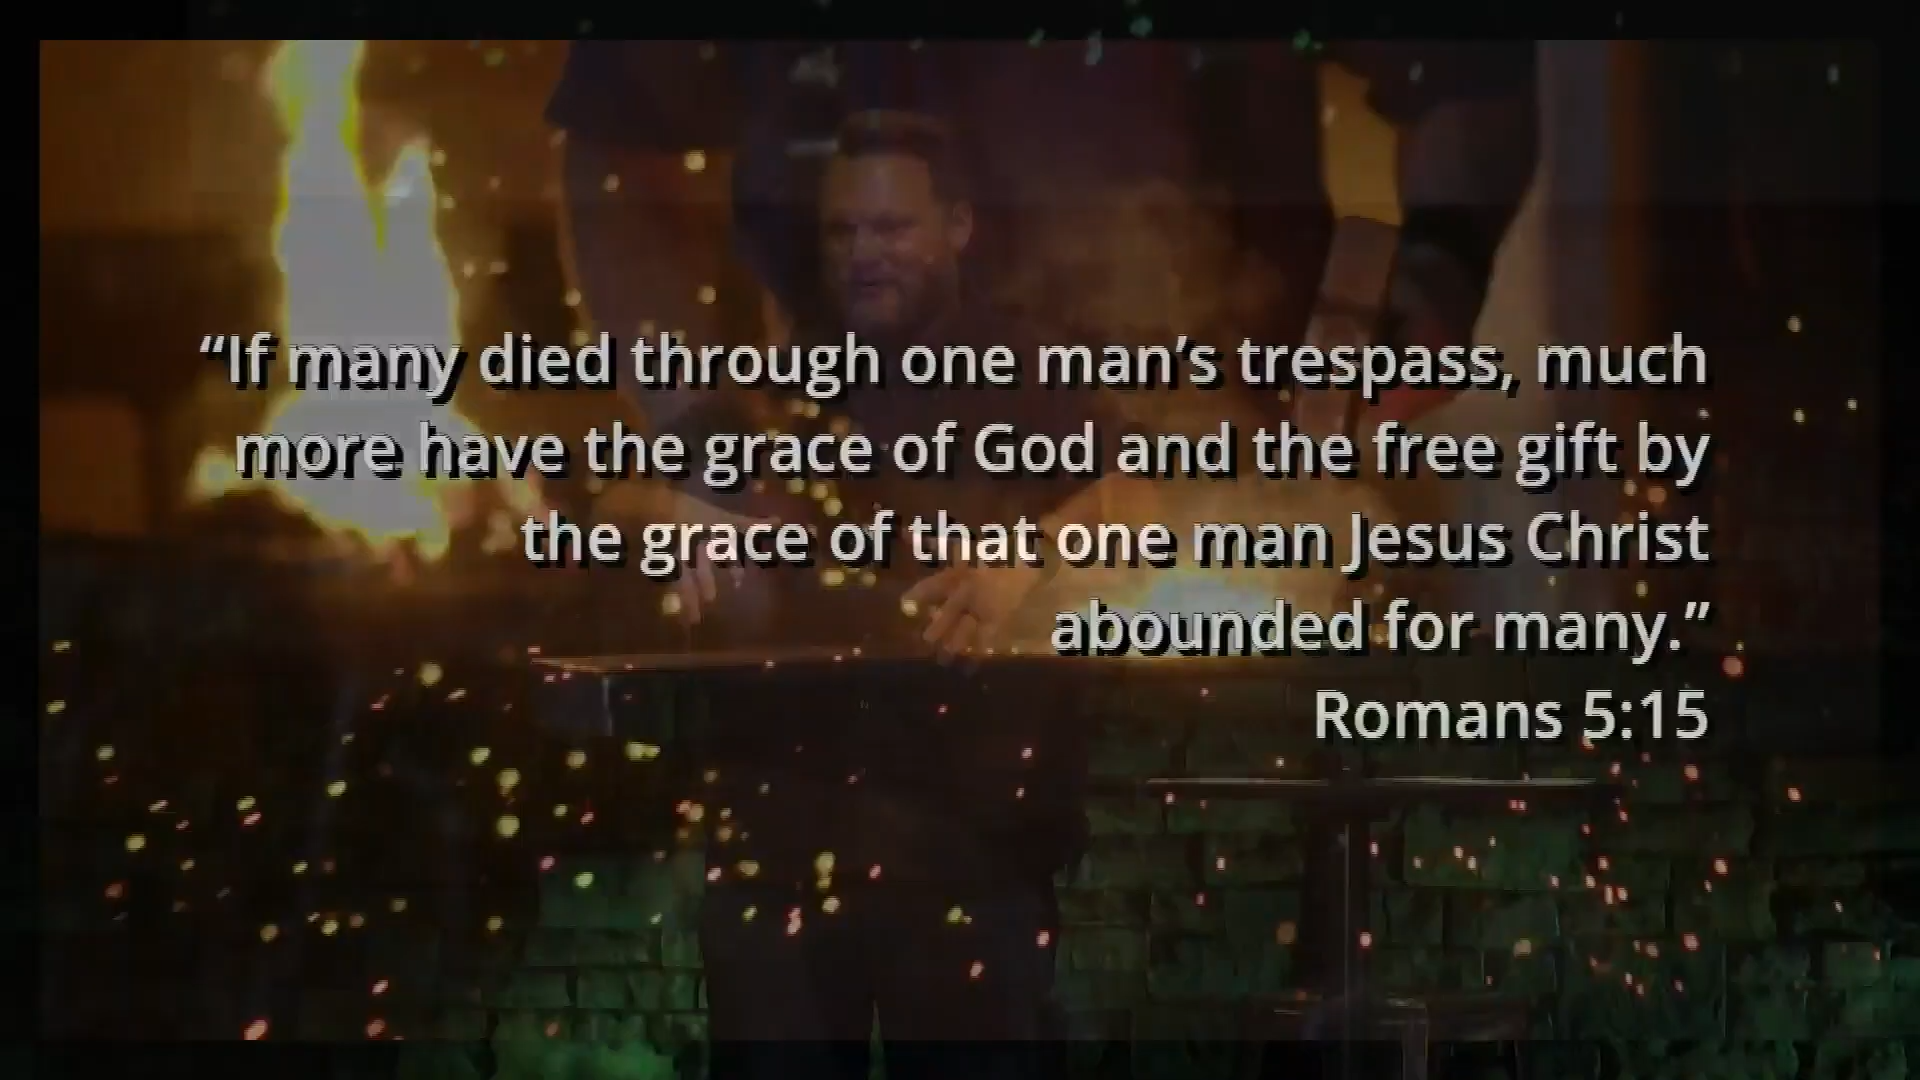 “If many died through one man’s trespass, much
more have the grace of God and the free gift by
the grace of that one man Jesus Christ
abounded for many.”
Romans 5:15